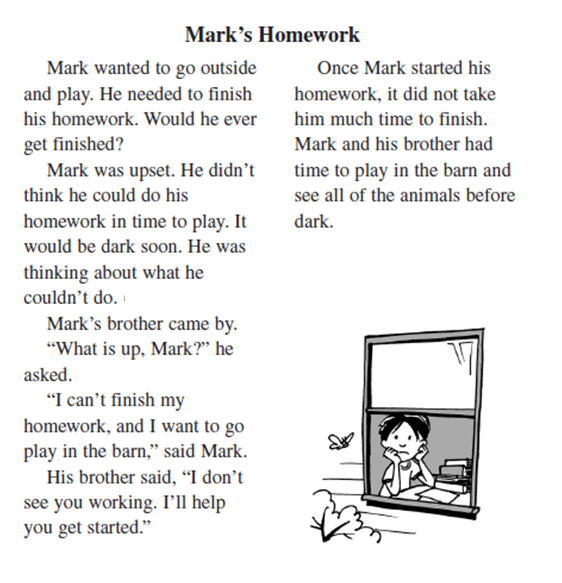 Mark’s Homework
Mark wanted to go outside
and play. He needed to finish
his homework. Would he ever
get finished?
Mark was upset. He didn’t
think he could do his
homework in time to play. It
would be dark soon. He was
thinking about what he
couldn’t do.
Mark’s brother came by.
“What is up, Mark?” he
asked.
“I can’t finish my
homework, and I want to go
play in the barn,” said Mark.
His brother said, “I don’t
see you working. I’ll help
you get started.”
Once Mark started his
homework, it did not take
him much time to finish.
Mark and his brother had
time to play in the barn and
see all of the animals before
dark.